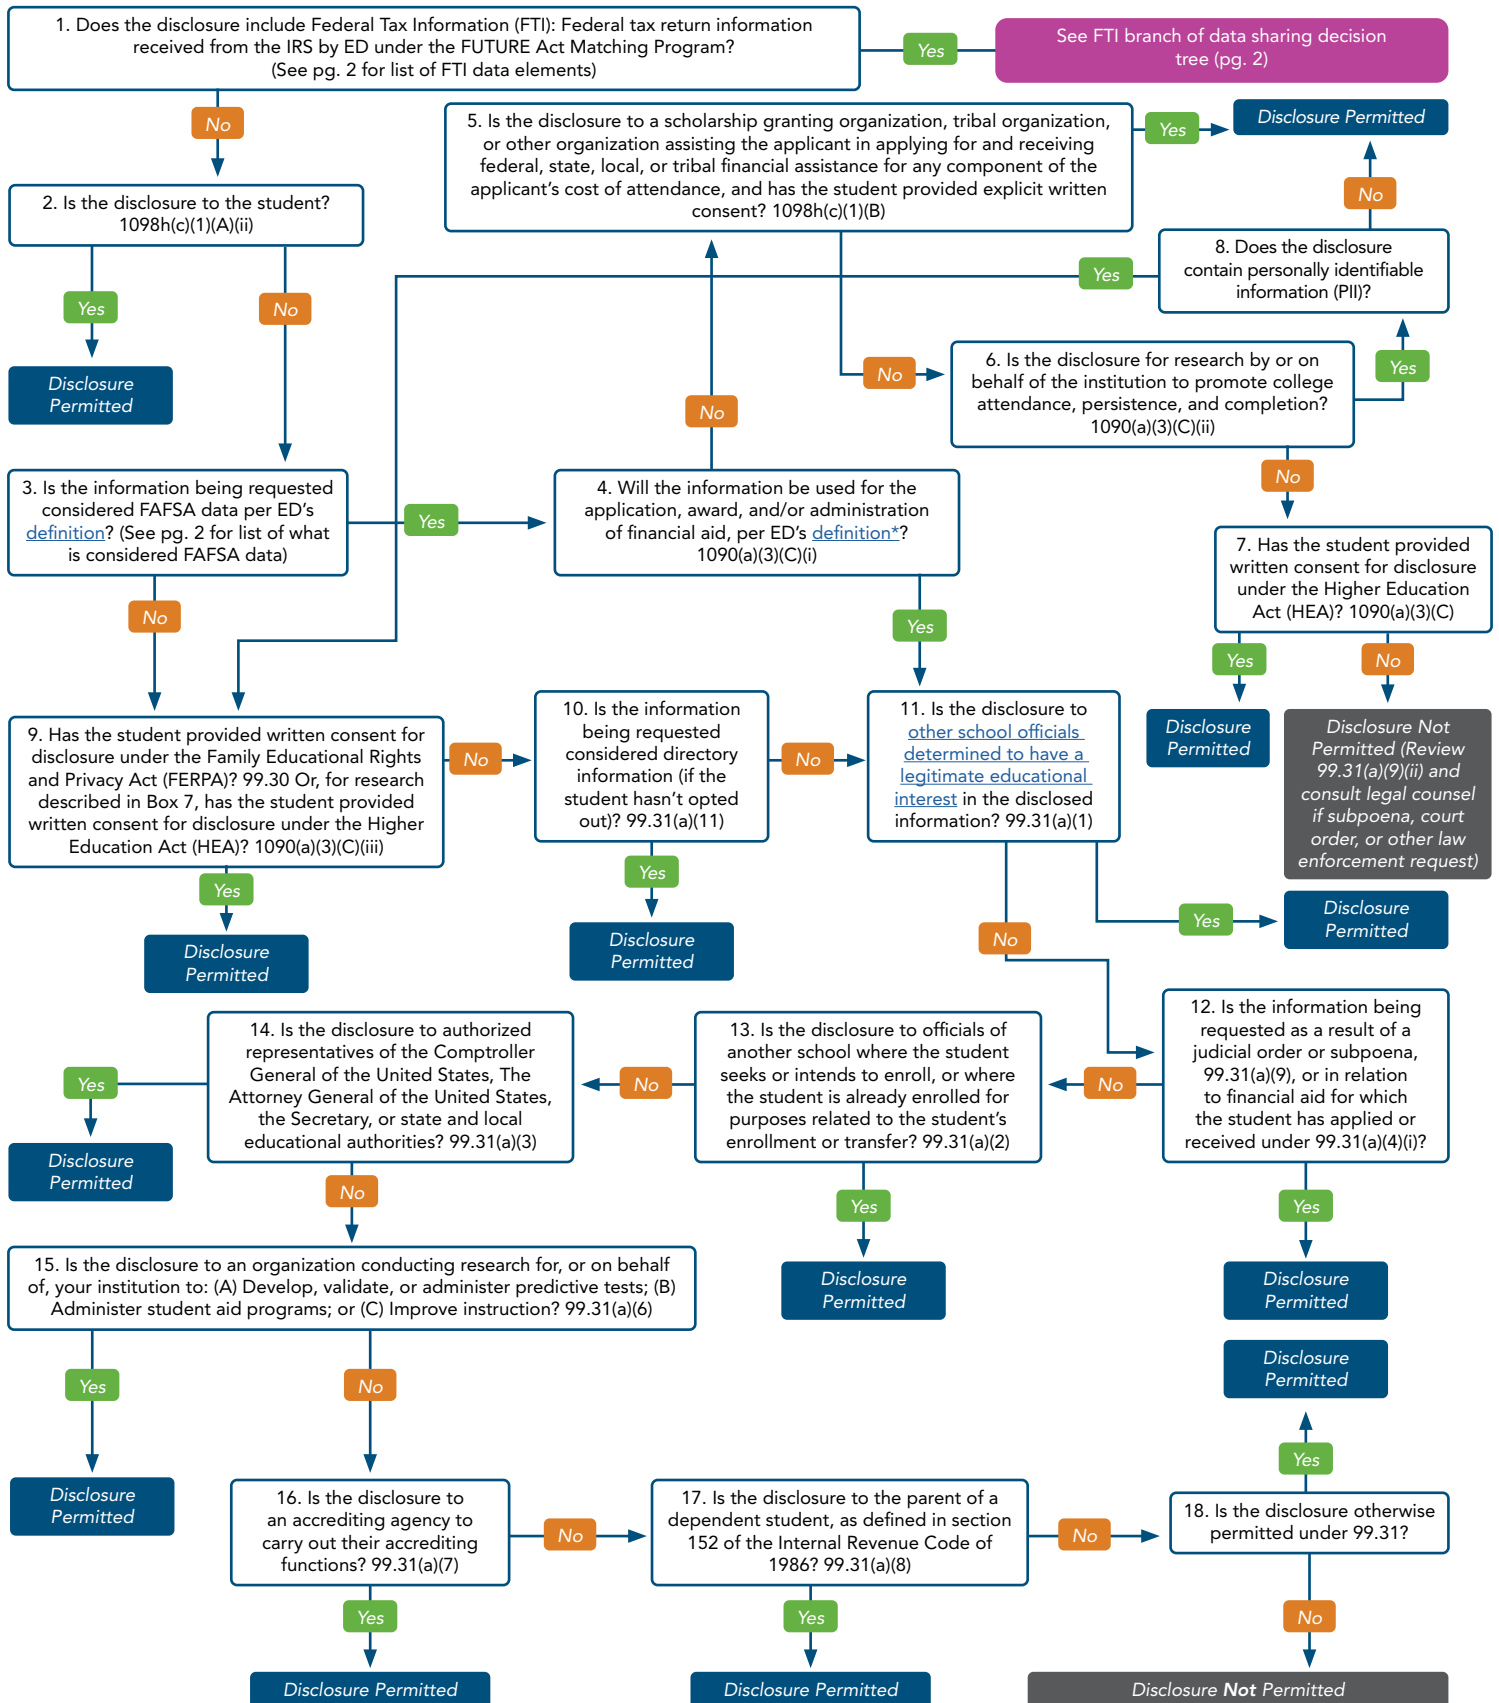 1. Does the disclosure include Federal Tax Information (FTI): Federal tax return information
received from the IRS by ED under the FUTURE Act Matching Program?
(See pg. 2 for list of FTI data elements)
Yes
See FTI branch of data sharing decision
tree (pg. 2)
No
2. Is the disclosure to the student?
1098h(c)(1)(A)(ii)
Yes
Disclosure
Permitted
No
3. Is the information being requested
considered FAFSA data per ED’s
definition? (See pg. 2 for list of what
is considered FAFSA data)
Yes
No
4. Will the information be used for the
application, award, and/or administration
of financial aid, per ED’s definition*?
1090(a)(3)(C)(i)
No
Yes
5. Is the disclosure to a scholarship granting organization, tribal organization,
or other organization assisting the applicant in applying for and receiving
federal, state, local, or tribal financial assistance for any component of the
applicant’s cost of attendance, and has the student provided explicit written
consent? 1098h(c)(1)(B)
Yes
Disclosure Permitted
No
6. Is the disclosure for research by or on
behalf of the institution to promote college
attendance, persistence, and completion?
1090(a)(3)(C)(ii)
Yes
No
7. Has the student provided
written consent for disclosure
under the Higher Education
Act (HEA)? 1090(a)(3)(C)
Yes
Disclosure
Permitted
No
Disclosure Not
Permitted (Review
99.31(a)(9)(ii) and
consult legal counsel
if subpoena, court
order, or other law
enforcement request)
8. Does the disclosure
contain personally identifiable
information (PII)?
No
Yes
9. Has the student provided written consent for
disclosure under the Family Educational Rights
and Privacy Act (FERPA)? 99.30 Or, for research
described in Box 7, has the student provided
written consent for disclosure under the Higher
Education Act (HEA)? 1090(a)(3)(C)(iii)
Yes
Disclosure
Permitted
No
10. Is the information
being requested
considered directory
information (if the
student hasn’t opted
out)? 99.31(a)(11)
Yes
Disclosure
Permitted
No
11. Is the disclosure to
other school officials
determined to have a
legitimate educational
interest in the disclosed
information? 99.31(a)(1)
Yes
Disclosure
Permitted
No
12. Is the information being
requested as a result of a
judicial order or subpoena,
99.31(a)(9), or in relation
to financial aid for which
the student has applied or
received under 99.31(a)(4)(i)?
Yes
Disclosure
Permitted
No
13. Is the disclosure to officials of
another school where the student
seeks or intends to enroll, or where
the student is already enrolled for
purposes related to the student’s
enrollment or transfer? 99.31(a)(2)
Yes
Disclosure
Permitted
No
14. Is the disclosure to authorized
representatives of the Comptroller
General of the United States, The
Attorney General of the United States,
the Secretary, or state and local
educational authorities? 99.31(a)(3)
Yes
Disclosure
Permitted
No
15. Is the disclosure to an organization conducting research for, or on behalf
of, your institution to: (A) Develop, validate, or administer predictive tests; (B)
Administer student aid programs; or (C) Improve instruction? 99.31(a)(6)
Yes
Disclosure
Permitted
No
16. Is the disclosure to
an accrediting agency to
carry out their accrediting
functions? 99.31(a)(7)
Yes
Disclosure Permitted
No
17. Is the disclosure to the parent of a
dependent student, as defined in section
152 of the Internal Revenue Code of
1986? 99.31(a)(8)
Yes
Disclosure Permitted
No
18. Is the disclosure otherwise
permitted under 99.31?
Yes
Disclosure
Permitted
No
Disclosure Not Permitted